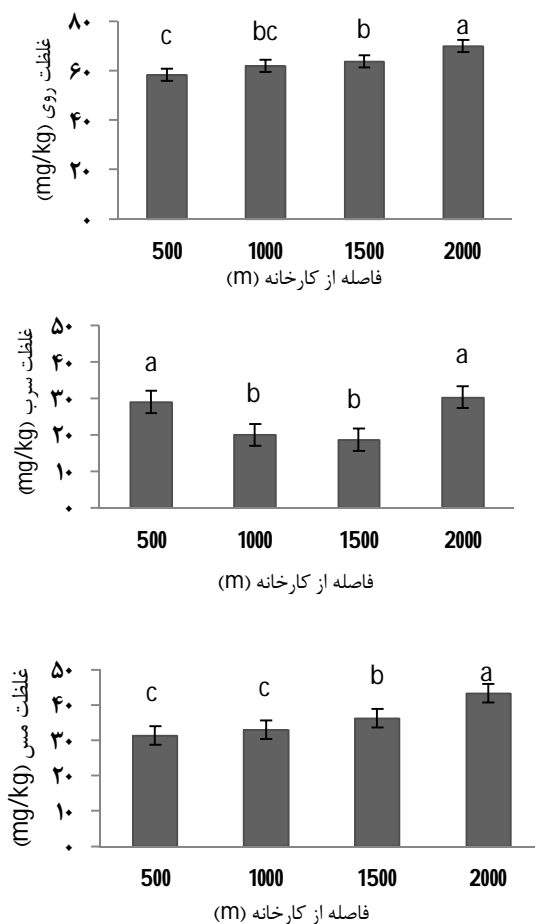 غلظت روی (mg/kg)
۸۰
۶۰
۴۰
۲۰
۰
c bc b a
500 1000 1500 2000
فاصله از کارخانه (m)
غلظت سرب (mg/kg)
۵۰
۴۰
۳۰
۲۰
۱۰
۰
a b b a
500 1000 1500 2000
فاصله از کارخانه (m)
غلظت مس (mg/kg)
۵۰
۴۰
۳۰
۲۰
۱۰
۰
c c b a
500 1000 1500 2000
فاصله از کارخانه (m)